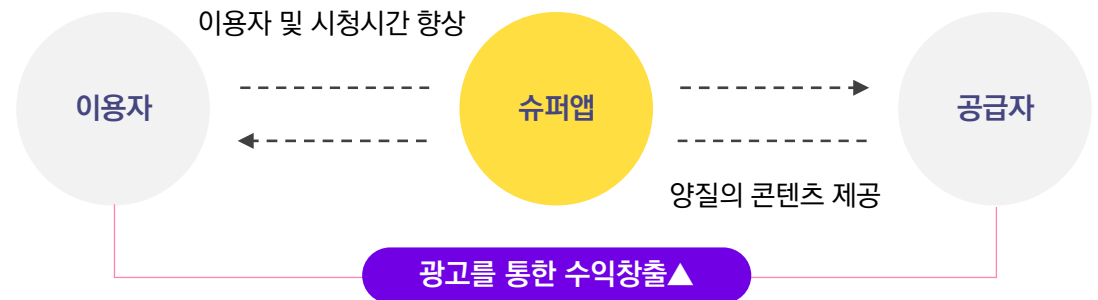 이용자 및 시청시간 향상
이용자
슈퍼앱
공급자
양질의 콘텐츠 제공
광고를 통한 수익창출▲